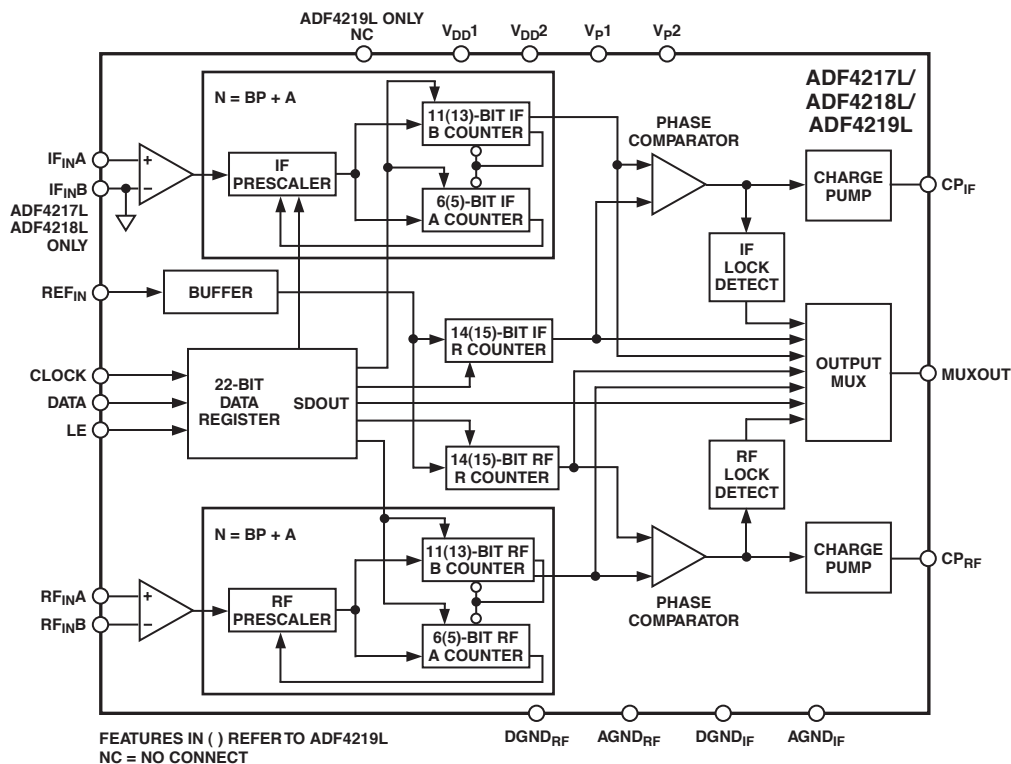 ADF4219L ONLY
NC
VDD1
VDD2
VP1
VP2
ADF4217L/
ADF4218L/
ADF4219L
N = BP + A
11(13)-BIT IF
B COUNTER
PHASE
COMPARATOR
IFINA
+
IF
PRESCALER
CHARGE
PUMP
CPIF
IFINB
–
6(5)-BIT IF
A COUNTER
ADF4217L
ADF4218L
ONLY
IF
LOCK
DETECT
REFIN
BUFFER
14(15)-BIT IF
R COUNTER
OUTPUT
MUX
MUXOUT
CLOCK
DATA
LE
22-BIT
DATA
REGISTER
SDOUT
14(15)-BIT RF
R COUNTER
RF
LOCK
DETECT
N = BP + A
11(13)-BIT RF
B COUNTER
CHARGE
PUMP
CPRF
RFINA
+
RF
PRESCALER
PHASE
COMPARATOR
RFINB
–
6(5)-BIT RF
A COUNTER
DGNDRF
AGNDRF
DGNDIF
AGNDIF
FEATURES IN ( ) REFER TO ADF4219L
NC = NO CONNECT